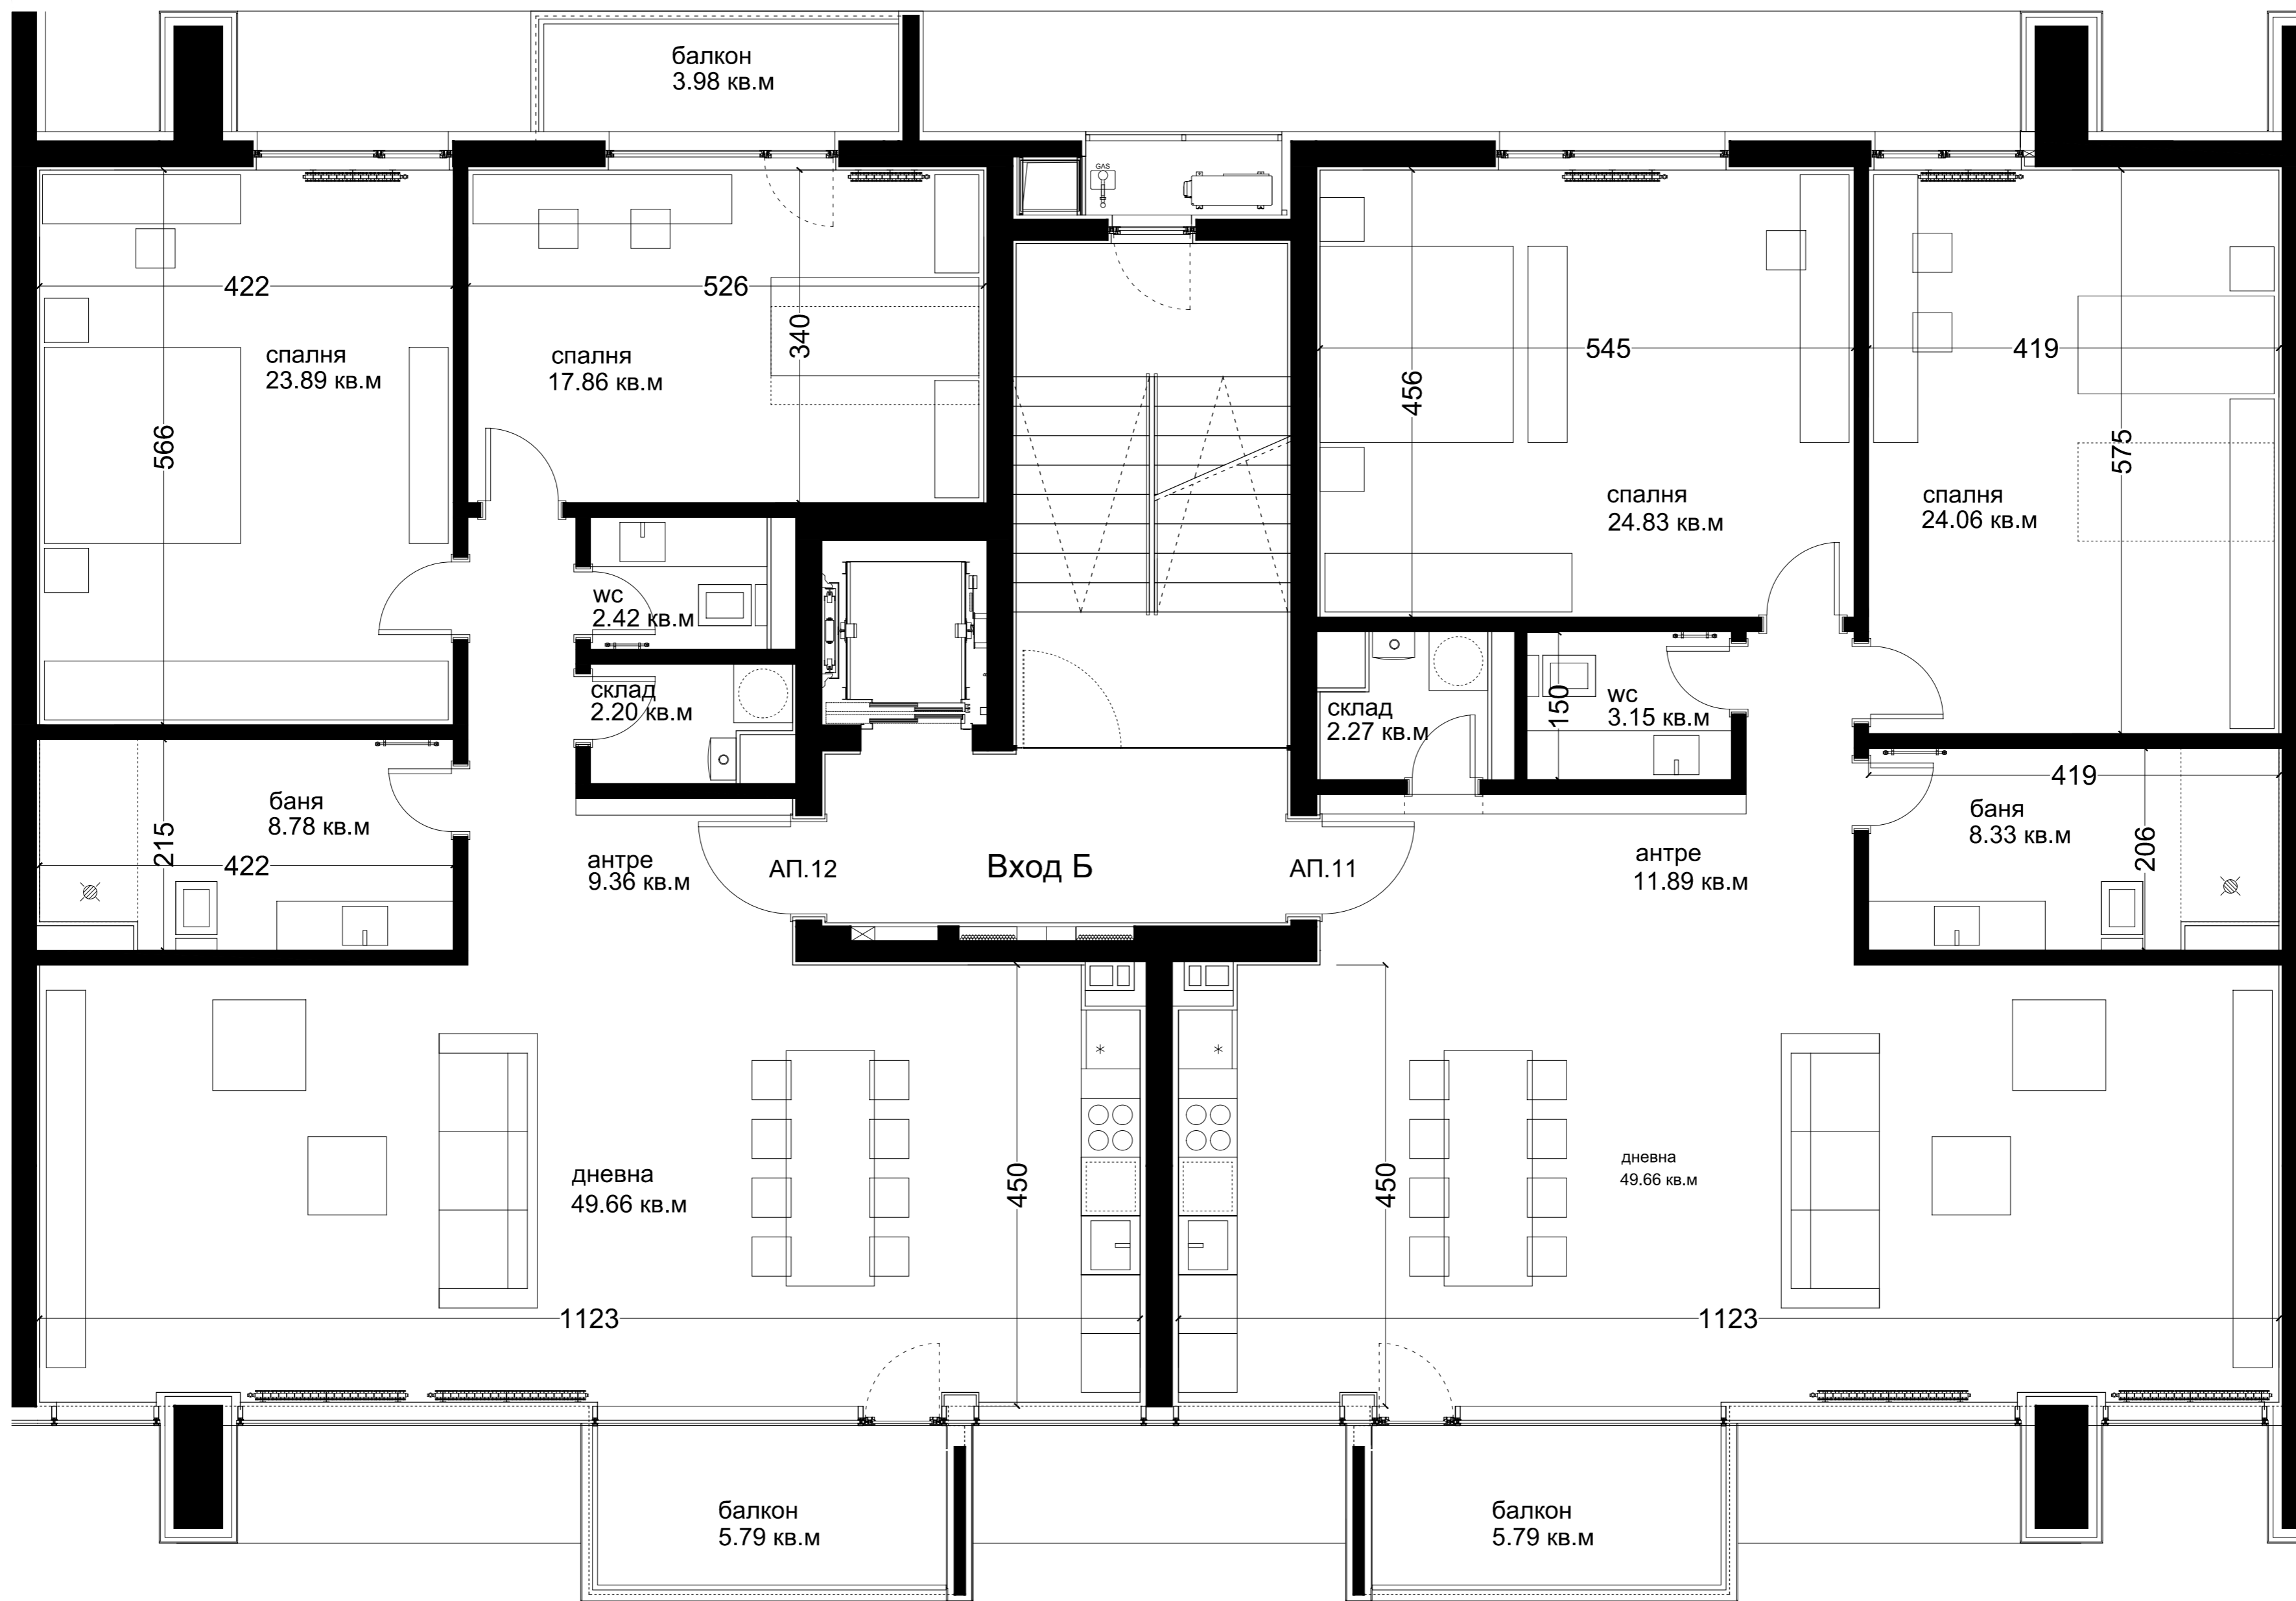 балкон
3.98 кв.м
GAS
422
526
340
спалня
23.89 кв.м
566
спалня
17.86 кв.м
545
456
419
575
спалня
24.83 кв.м
спалня
24.06 кв.м
wc
2.42 кв.м
склад
2.20 кв.м
склад
2.27 кв.м
150
wc
3.15 кв.м
баня
8.78 кв.м
215
422
антре
9.36 кв.м
АП.12
Вход Б
АП.11
антре
11.89 кв.м
419
баня
8.33 кв.м
206
дневна
49.66 кв.м
450
1123
450
дневна
49.66 кв.м
1123
балкон
5.79 кв.м
балкон
5.79 кв.м